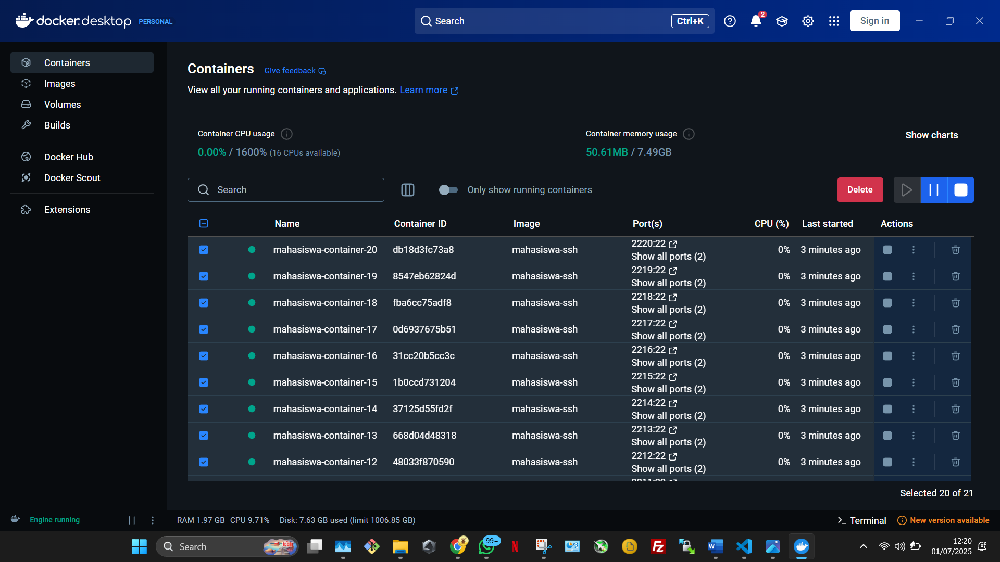 docker.desktop PERSONAL
Search
Ctrl+K
2
Sign in
Containers
Images
Volumes
Builds
Docker Hub
Docker Scout
Extensions
Containers Give feedback
View all your running containers and applications. Learn more
Container CPU usage
0.00% / 1600% (16 CPUs available)
Container memory usage
50.61MB / 7.49GB
Show charts
Search
Only show running containers
Delete
Name Container ID Image Port(s) CPU (%) Last started Actions
mahasiswa-container-20 db18d3fc73a8 mahasiswa-ssh 2220:22 0% 3 minutes ago
Show all ports (2)
mahasiswa-container-19 8547eb62824d mahasiswa-ssh 2219:22 0% 3 minutes ago
Show all ports (2)
mahasiswa-container-18 fba6cc75adf8 mahasiswa-ssh 2218:22 0% 3 minutes ago
Show all ports (2)
mahasiswa-container-17 0d6937675b51 mahasiswa-ssh 2217:22 0% 3 minutes ago
Show all ports (2)
mahasiswa-container-16 31cc20b5cc3c mahasiswa-ssh 2216:22 0% 3 minutes ago
Show all ports (2)
mahasiswa-container-15 1b0ccd731204 mahasiswa-ssh 2215:22 0% 3 minutes ago
Show all ports (2)
mahasiswa-container-14 37125d55fd2f mahasiswa-ssh 2214:22 0% 3 minutes ago
Show all ports (2)
mahasiswa-container-13 668d04d48318 mahasiswa-ssh 2213:22 0% 3 minutes ago
Show all ports (2)
mahasiswa-container-12 48033f870590 mahasiswa-ssh 2212:22 0% 3 minutes ago
Show all ports (2)
Selected 20 of 21
Engine running
RAM 1.97 GB CPU 9.71% Disk: 7.63 GB used (limit 1006.85 GB)
Terminal
New version available
Search
99+
12:20
01/07/2025